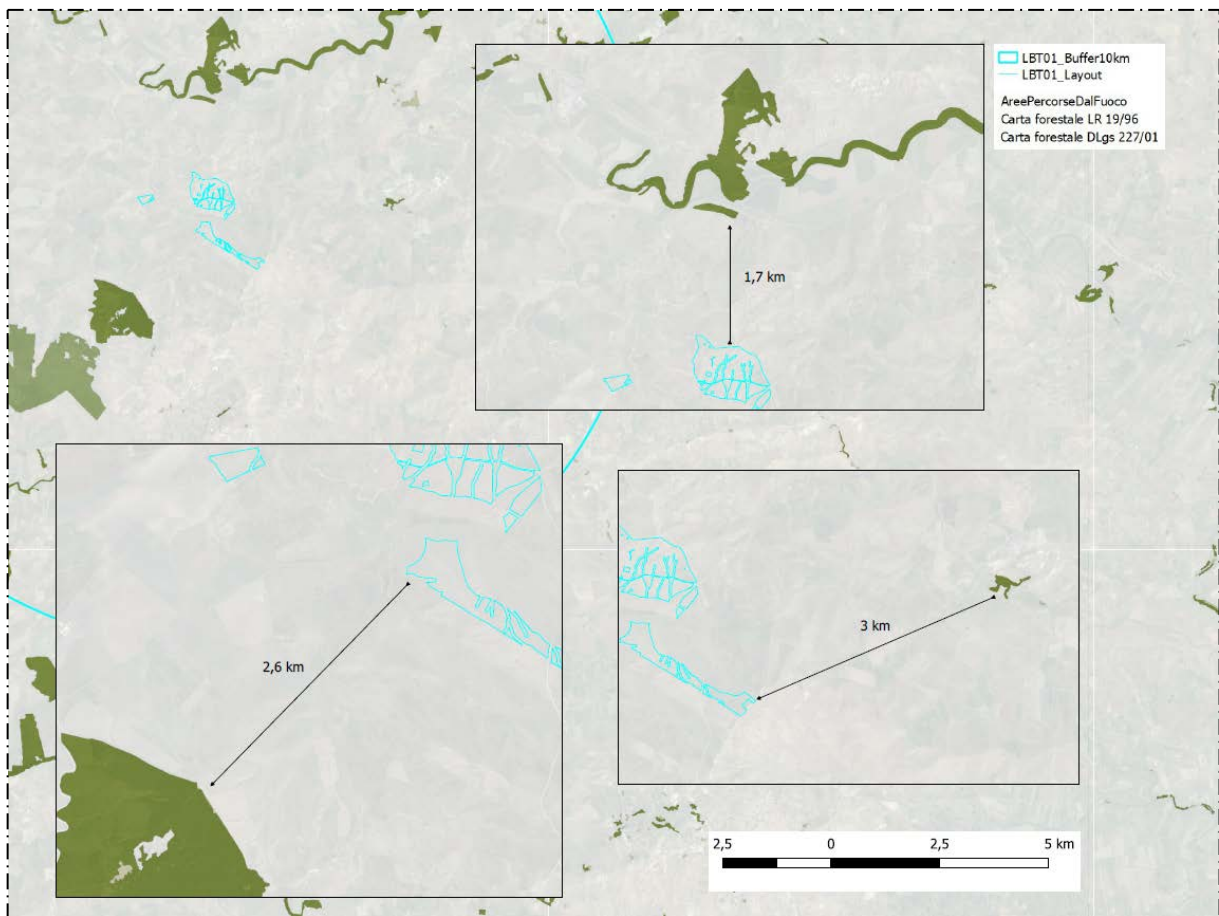 LBT01_Buffer10km
LBT01_Layout
AreePercorseDalFuoco
Carta forestale LR 19/96
Carta forestale DLgs 227/01
1,7 km
2,6 km
3 km
2,5 0 2,5 5 km